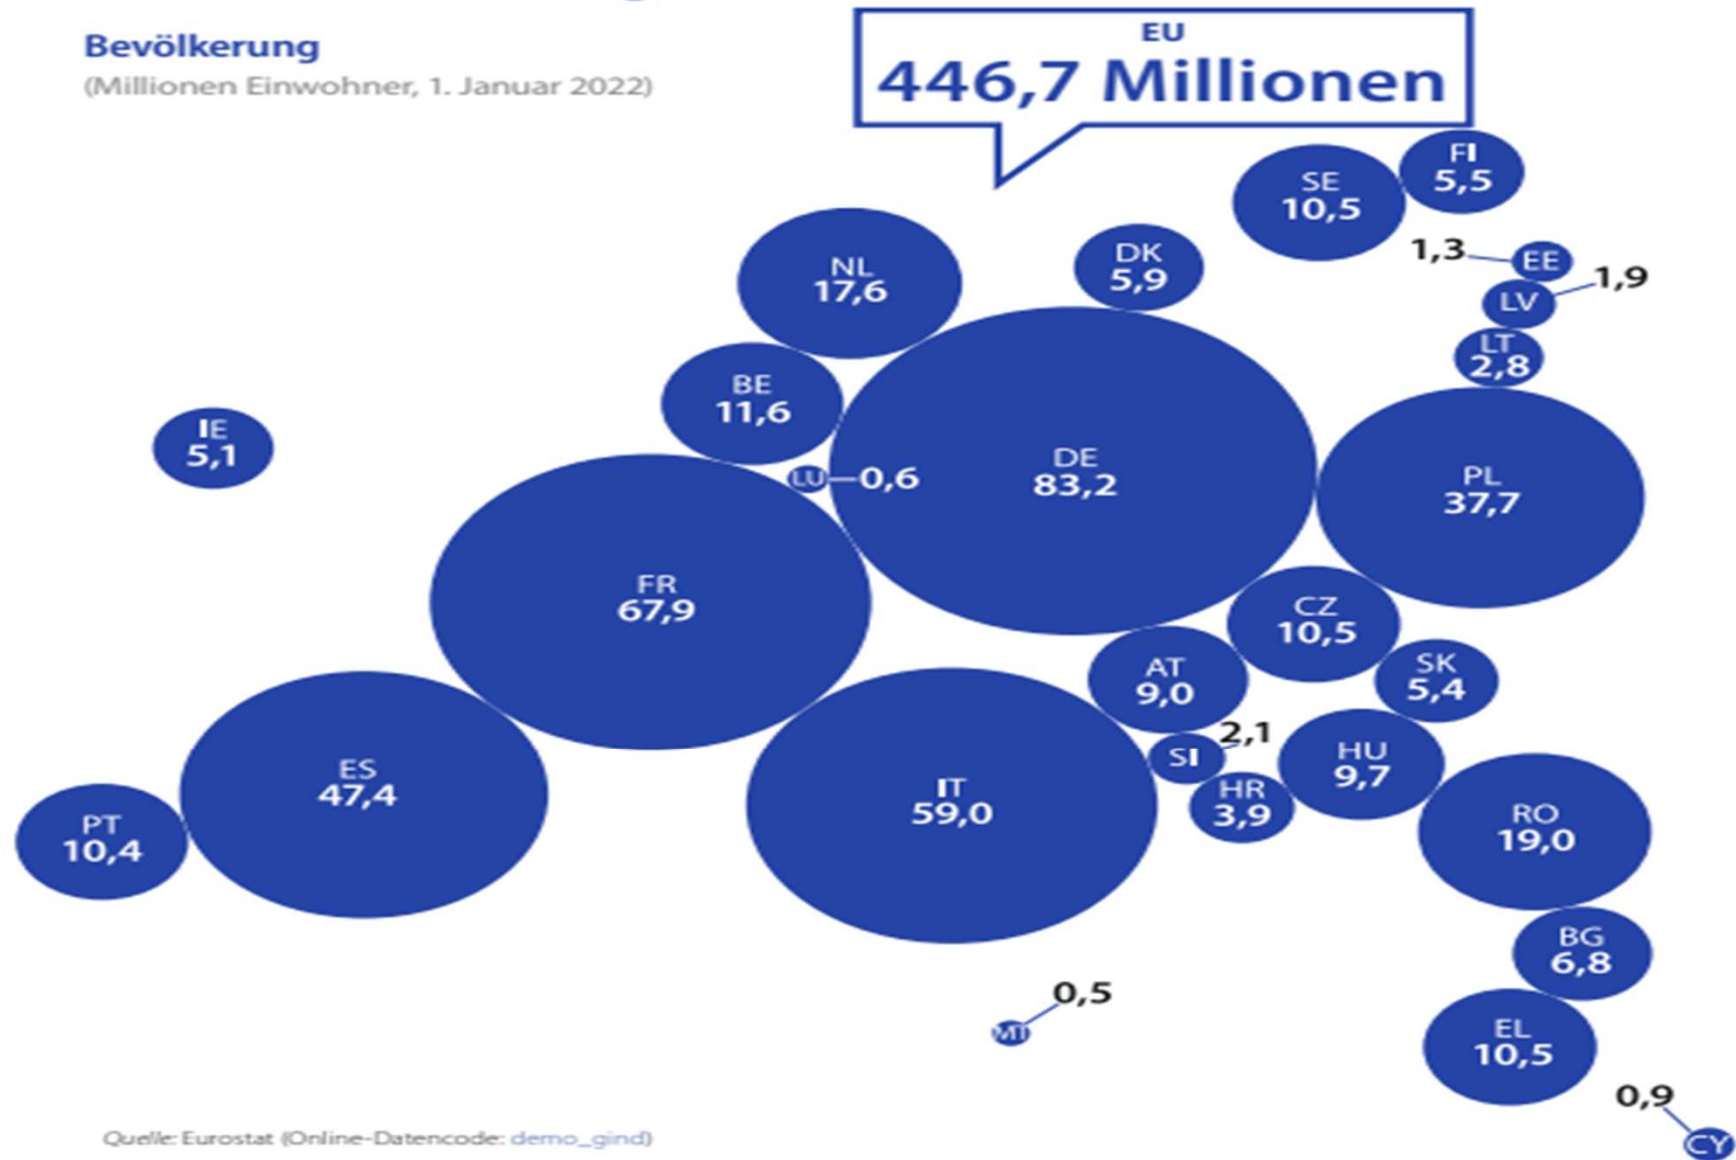 Bevölkerung
(Millionen Einwohner, 1. Januar 2022)
EU
446,7 Millionen
FI
5,5
SE
10,5
1,3
EE
1,9
LV
LT
2,8
DK
5,9
NL
17,6
BE
11,6
IE
5,1
LU
0,6
DE
83,2
PL
37,7
FR
67,9
CZ
10,5
AT
9,0
SK
5,4
2,1
SI
HU
9,7
HR
3,9
ES
47,4
IT
59,0
PT
10,4
RO
19,0
BG
6,8
0,5
MT
EL
10,5
0,9
CY
Quelle: Eurostat (Online-Datencode: demo_gind)